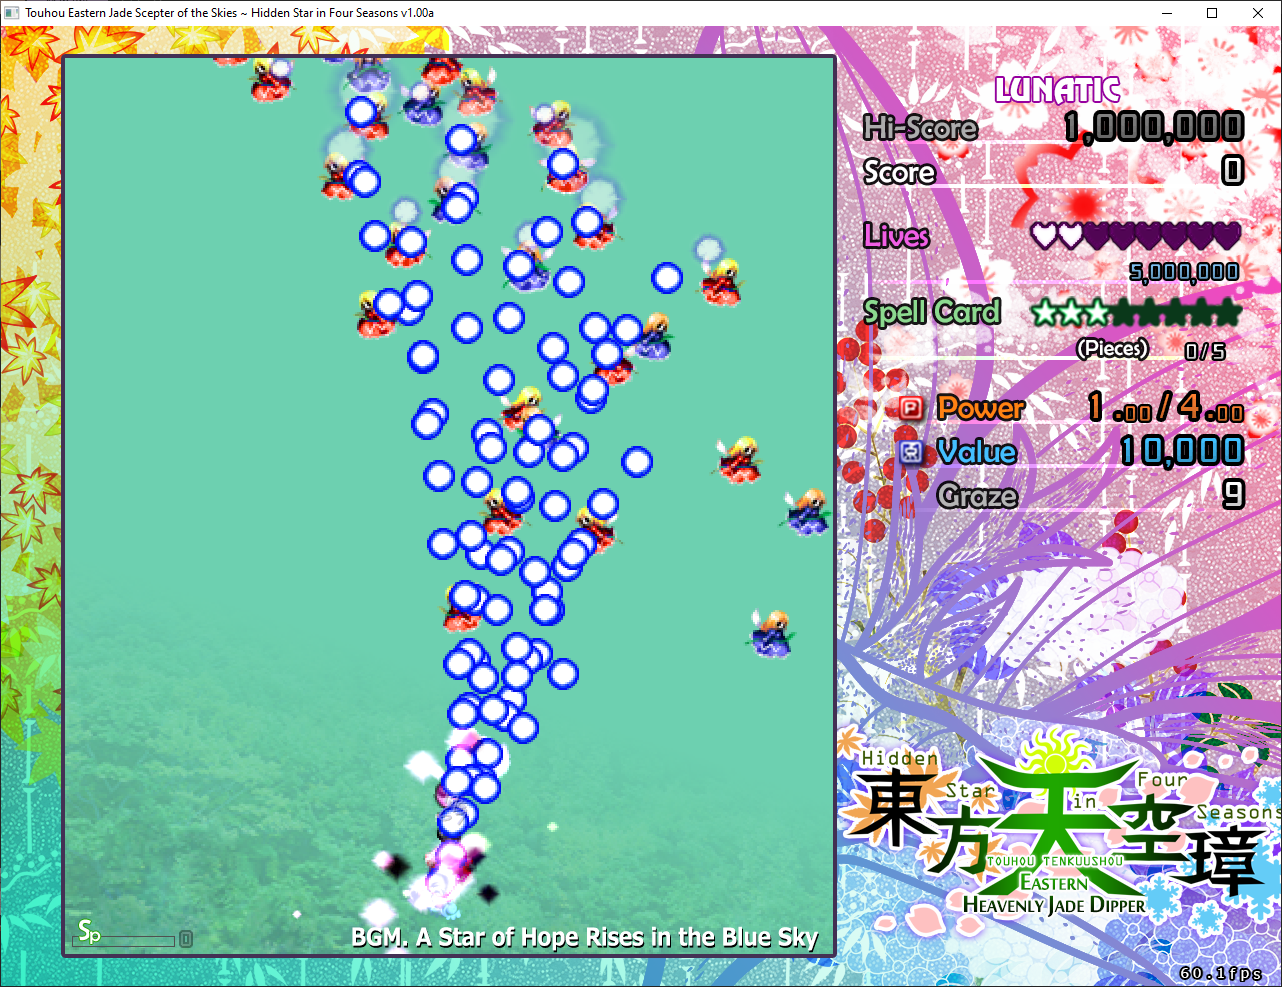 Touhou Eastern Jade Scepter of the Skies ~ Hidden Star in Four Seasons v1.00a
LUNATIC
Hi-Score 1,000,000
Score 0
Lives
5,000,000
Spell Card
(Pieces) 0/5
P Power 1.00/4.00
Value 10,000
Graze 9
Hidden Star in Four Seasons
東方天空璋
TOUHOU TENKUUSHOU
EASTERN
HEAVENLY JADE DIPPER
Sp 0
BGM. A Star of Hope Rises in the Blue Sky
60.1fps